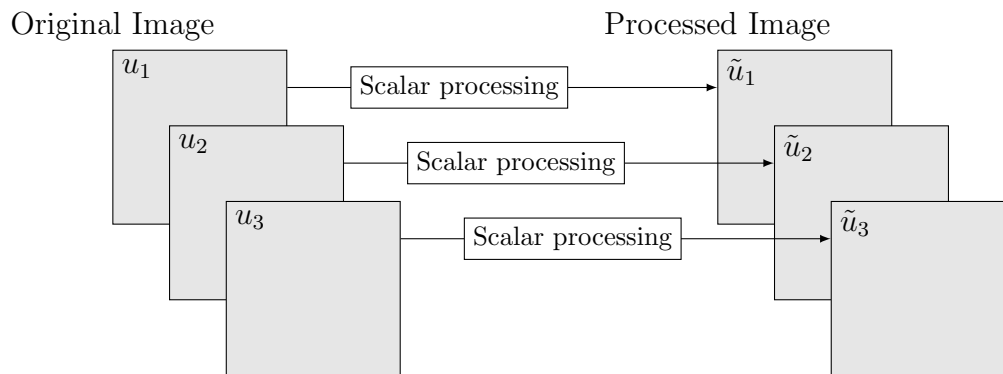 Original Image
Processed Image
u₁
Scalar processing
ũ₁
u₂
Scalar processing
ũ₂
u₃
Scalar processing
ũ₃